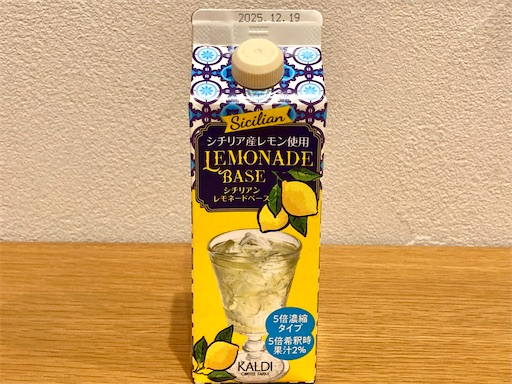 2025.12.19
Sicilian
シチリア産レモン使用
LEMONADE
BASE
シチリアン
レモネードベース
5倍濃縮
タイプ
5倍希釈時
果汁2%
KALDI
COFFEE FARM